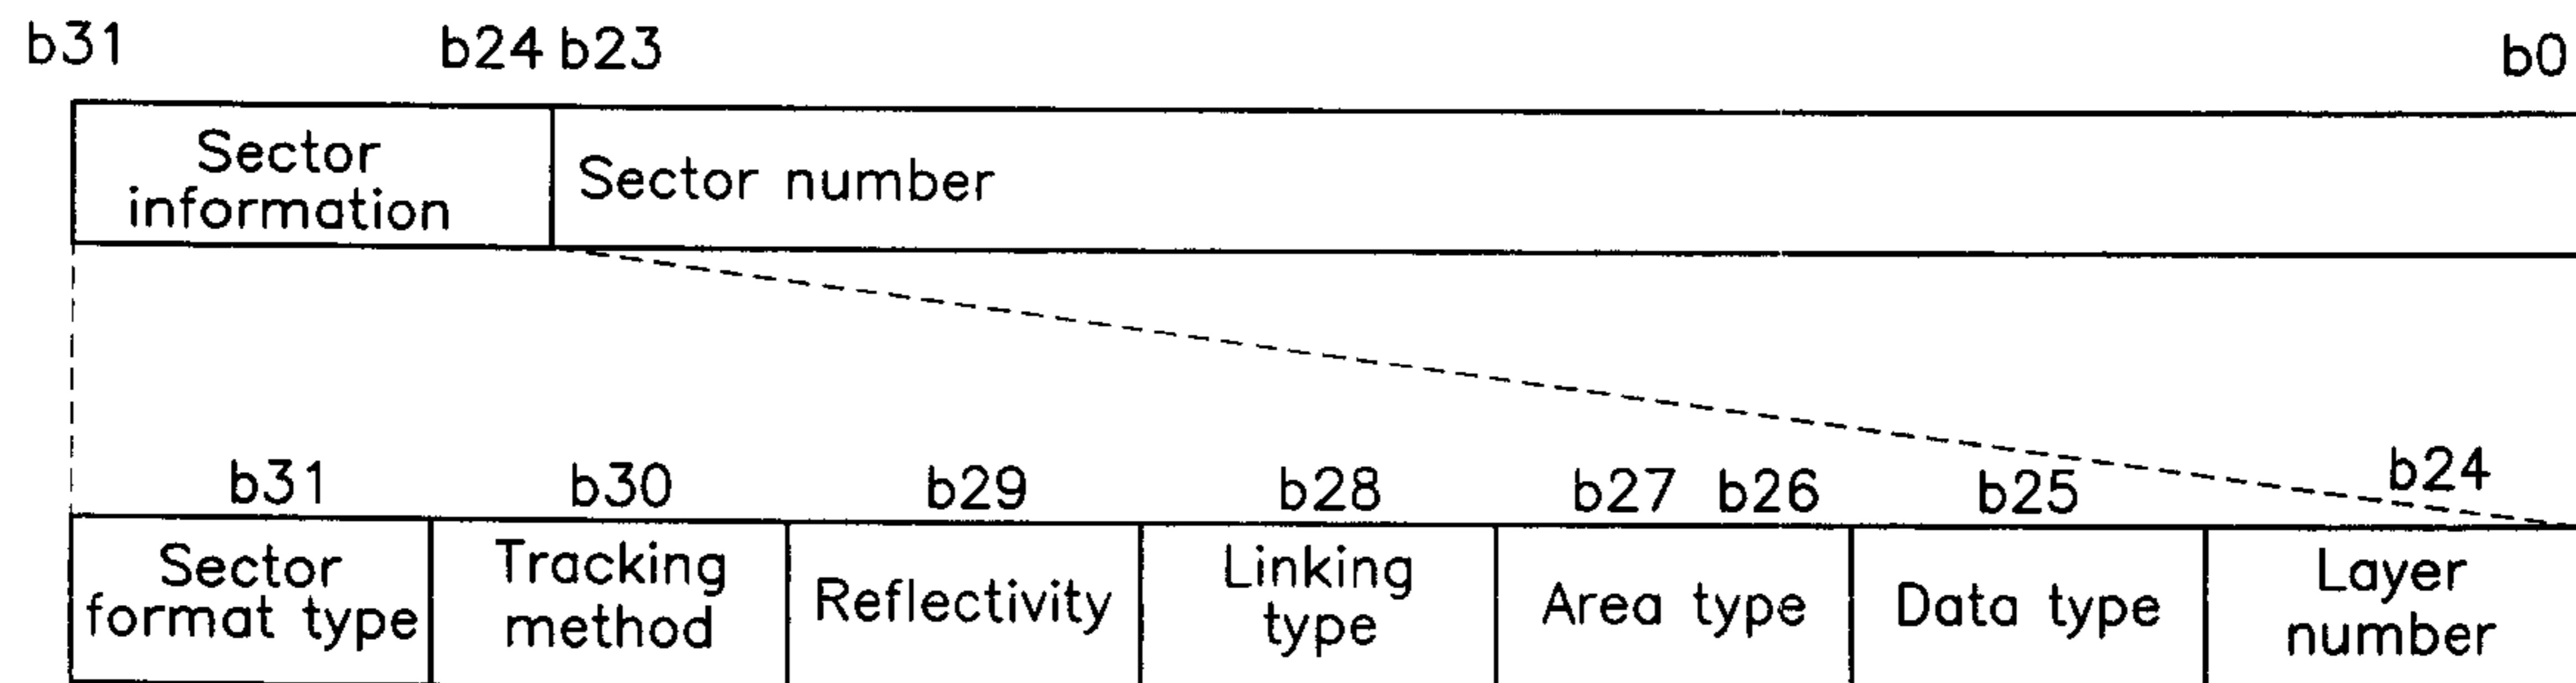 b31 b24 b23 b0
Sector
information
Sector number
b31 b30 b29 b28 b27 b26 b25 b24
Sector
format type
Tracking
method
Reflectivity
Linking
type
Area type
Data type
Layer
number